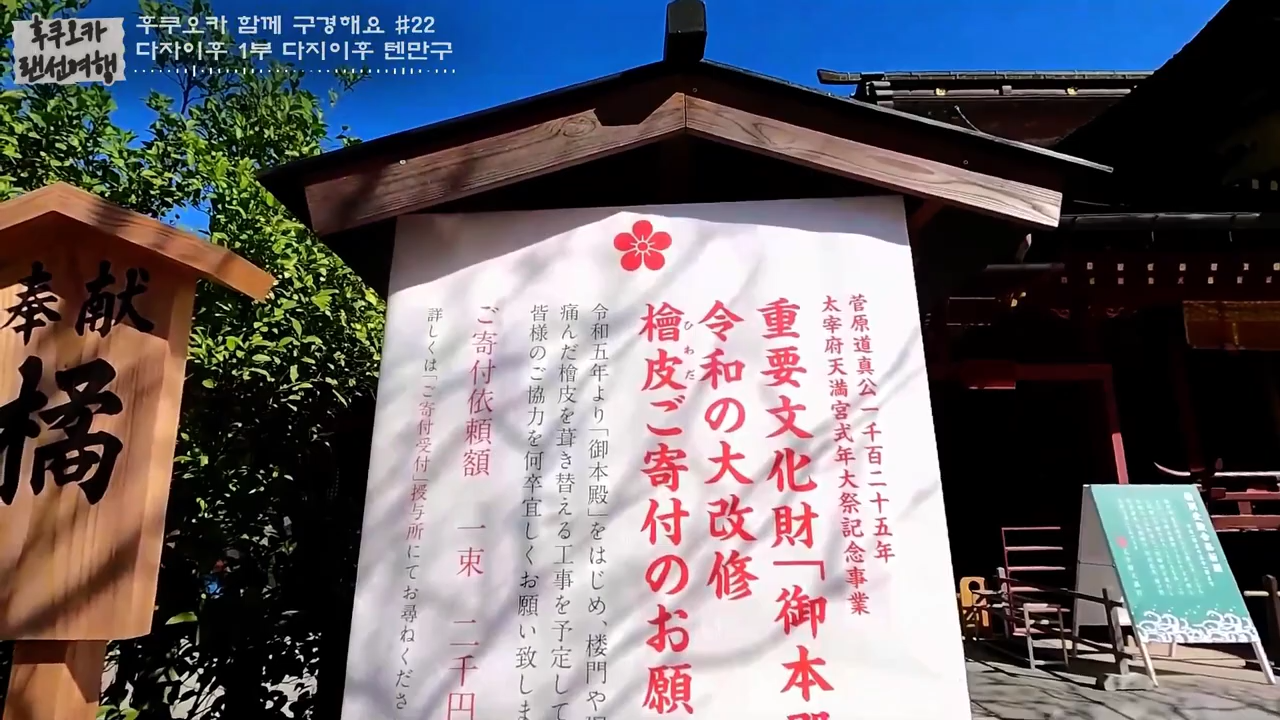 후쿠오카
랜선여행
후쿠오카 함께 구경해요 #22
다자이후 1부 다지이후 텐만구
菅原道真公一千百二十五年
太宰府天満宮式年大祭記念事業
重要文化財「御本殿
令和の大改修
檜皮ご寄付のお願
ひわだ
令和五年より「御本殿」をはじめ、楼門や
痛んだ檜皮を葺き替える工事を予定して
皆様のご協力を何卒宜しくお願い致しま
ご寄付依頼額 一束 二千円
詳しくは「ご寄付受付」授与所にてお尋ねくださ
奉献
橘